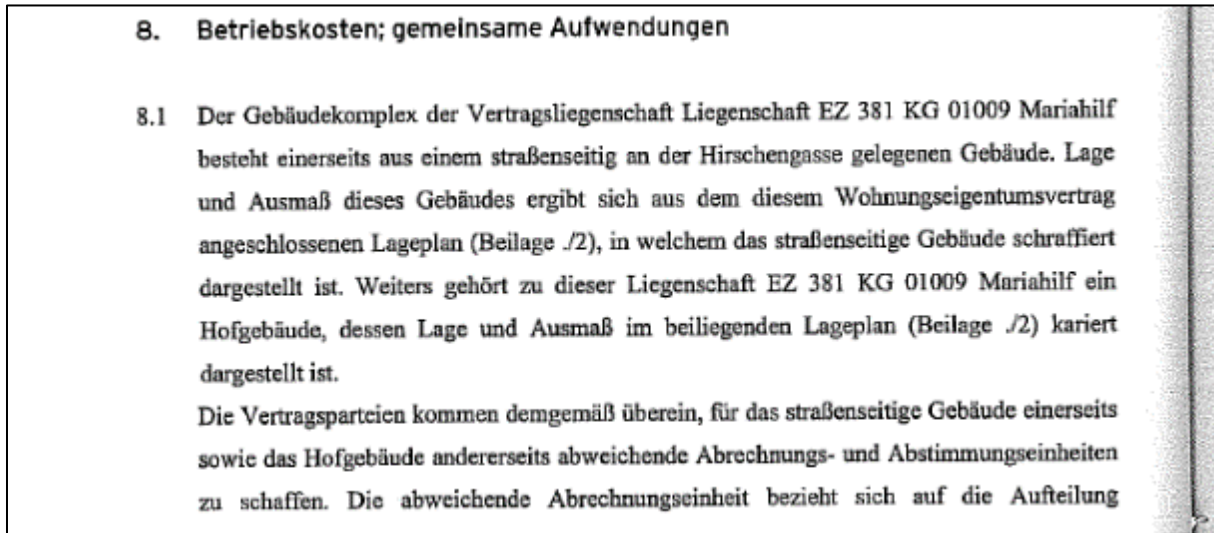 8. Betriebskosten; gemeinsame Aufwendungen
8.1 Der Gebäudekomplex der Vertragsliegenschaft Liegenschaft EZ 381 KG 01009 Mariahilf
besteht einerseits aus einem straßenseitig an der Hirschengasse gelegenen Gebäude. Lage
und Ausmaß dieses Gebäudes ergibt sich aus dem diesem Wohnungseigentumsvertrag
angeschlossenen Lageplan (Beilage ./2), in welchem das straßenseitige Gebäude schraffiert
dargestellt ist. Weiters gehört zu dieser Liegenschaft EZ 381 KG 01009 Mariahilf ein
Hofgebäude, dessen Lage und Ausmaß im beiliegenden Lageplan (Beilage ./2) kariert
dargestellt ist.
Die Vertragsparteien kommen demgemäß überein, für das straßenseitige Gebäude einerseits
sowie das Hofgebäude andererseits abweichende Abrechnungs- und Abstimmungseinheiten
zu schaffen. Die abweichende Abrechnungseinheit bezieht sich auf die Aufteilung